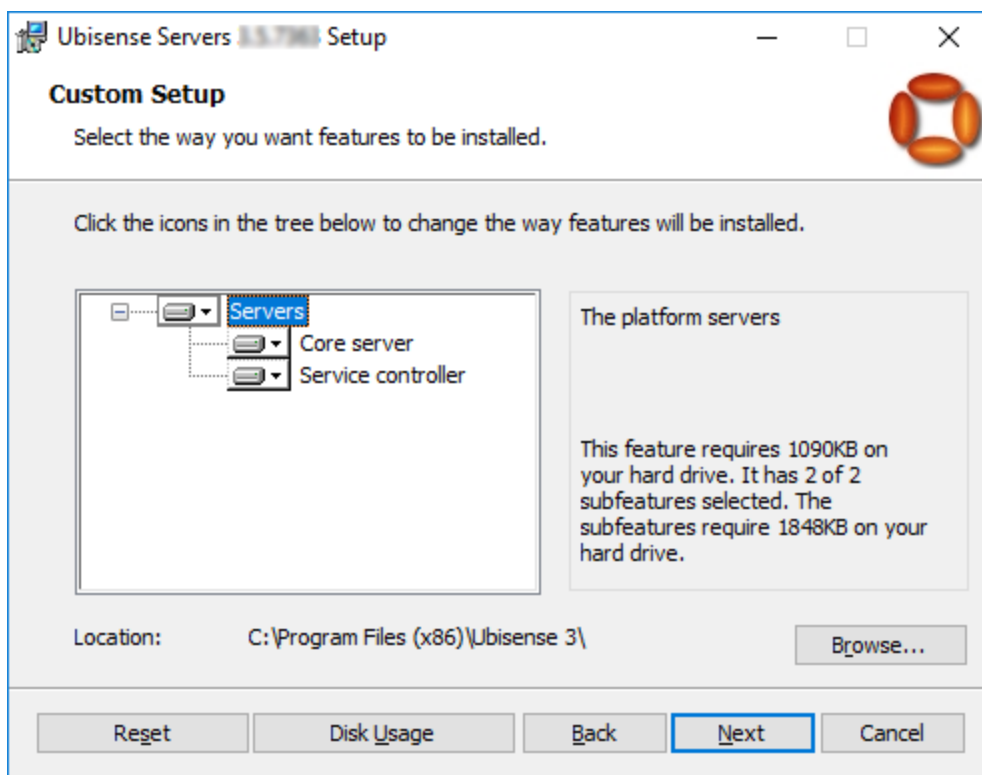 Ubisense Servers Setup
Custom Setup
Select the way you want features to be installed.
Click the icons in the tree below to change the way features will be installed.
Servers
Core server
Service controller
The platform servers
This feature requires 1090KB on
your hard drive. It has 2 of 2
subfeatures selected. The
subfeatures require 1848KB on your
hard drive.
Location: C:\Program Files (x86)\Ubisense 3\
Browse...
Reset Disk Usage Back Next Cancel